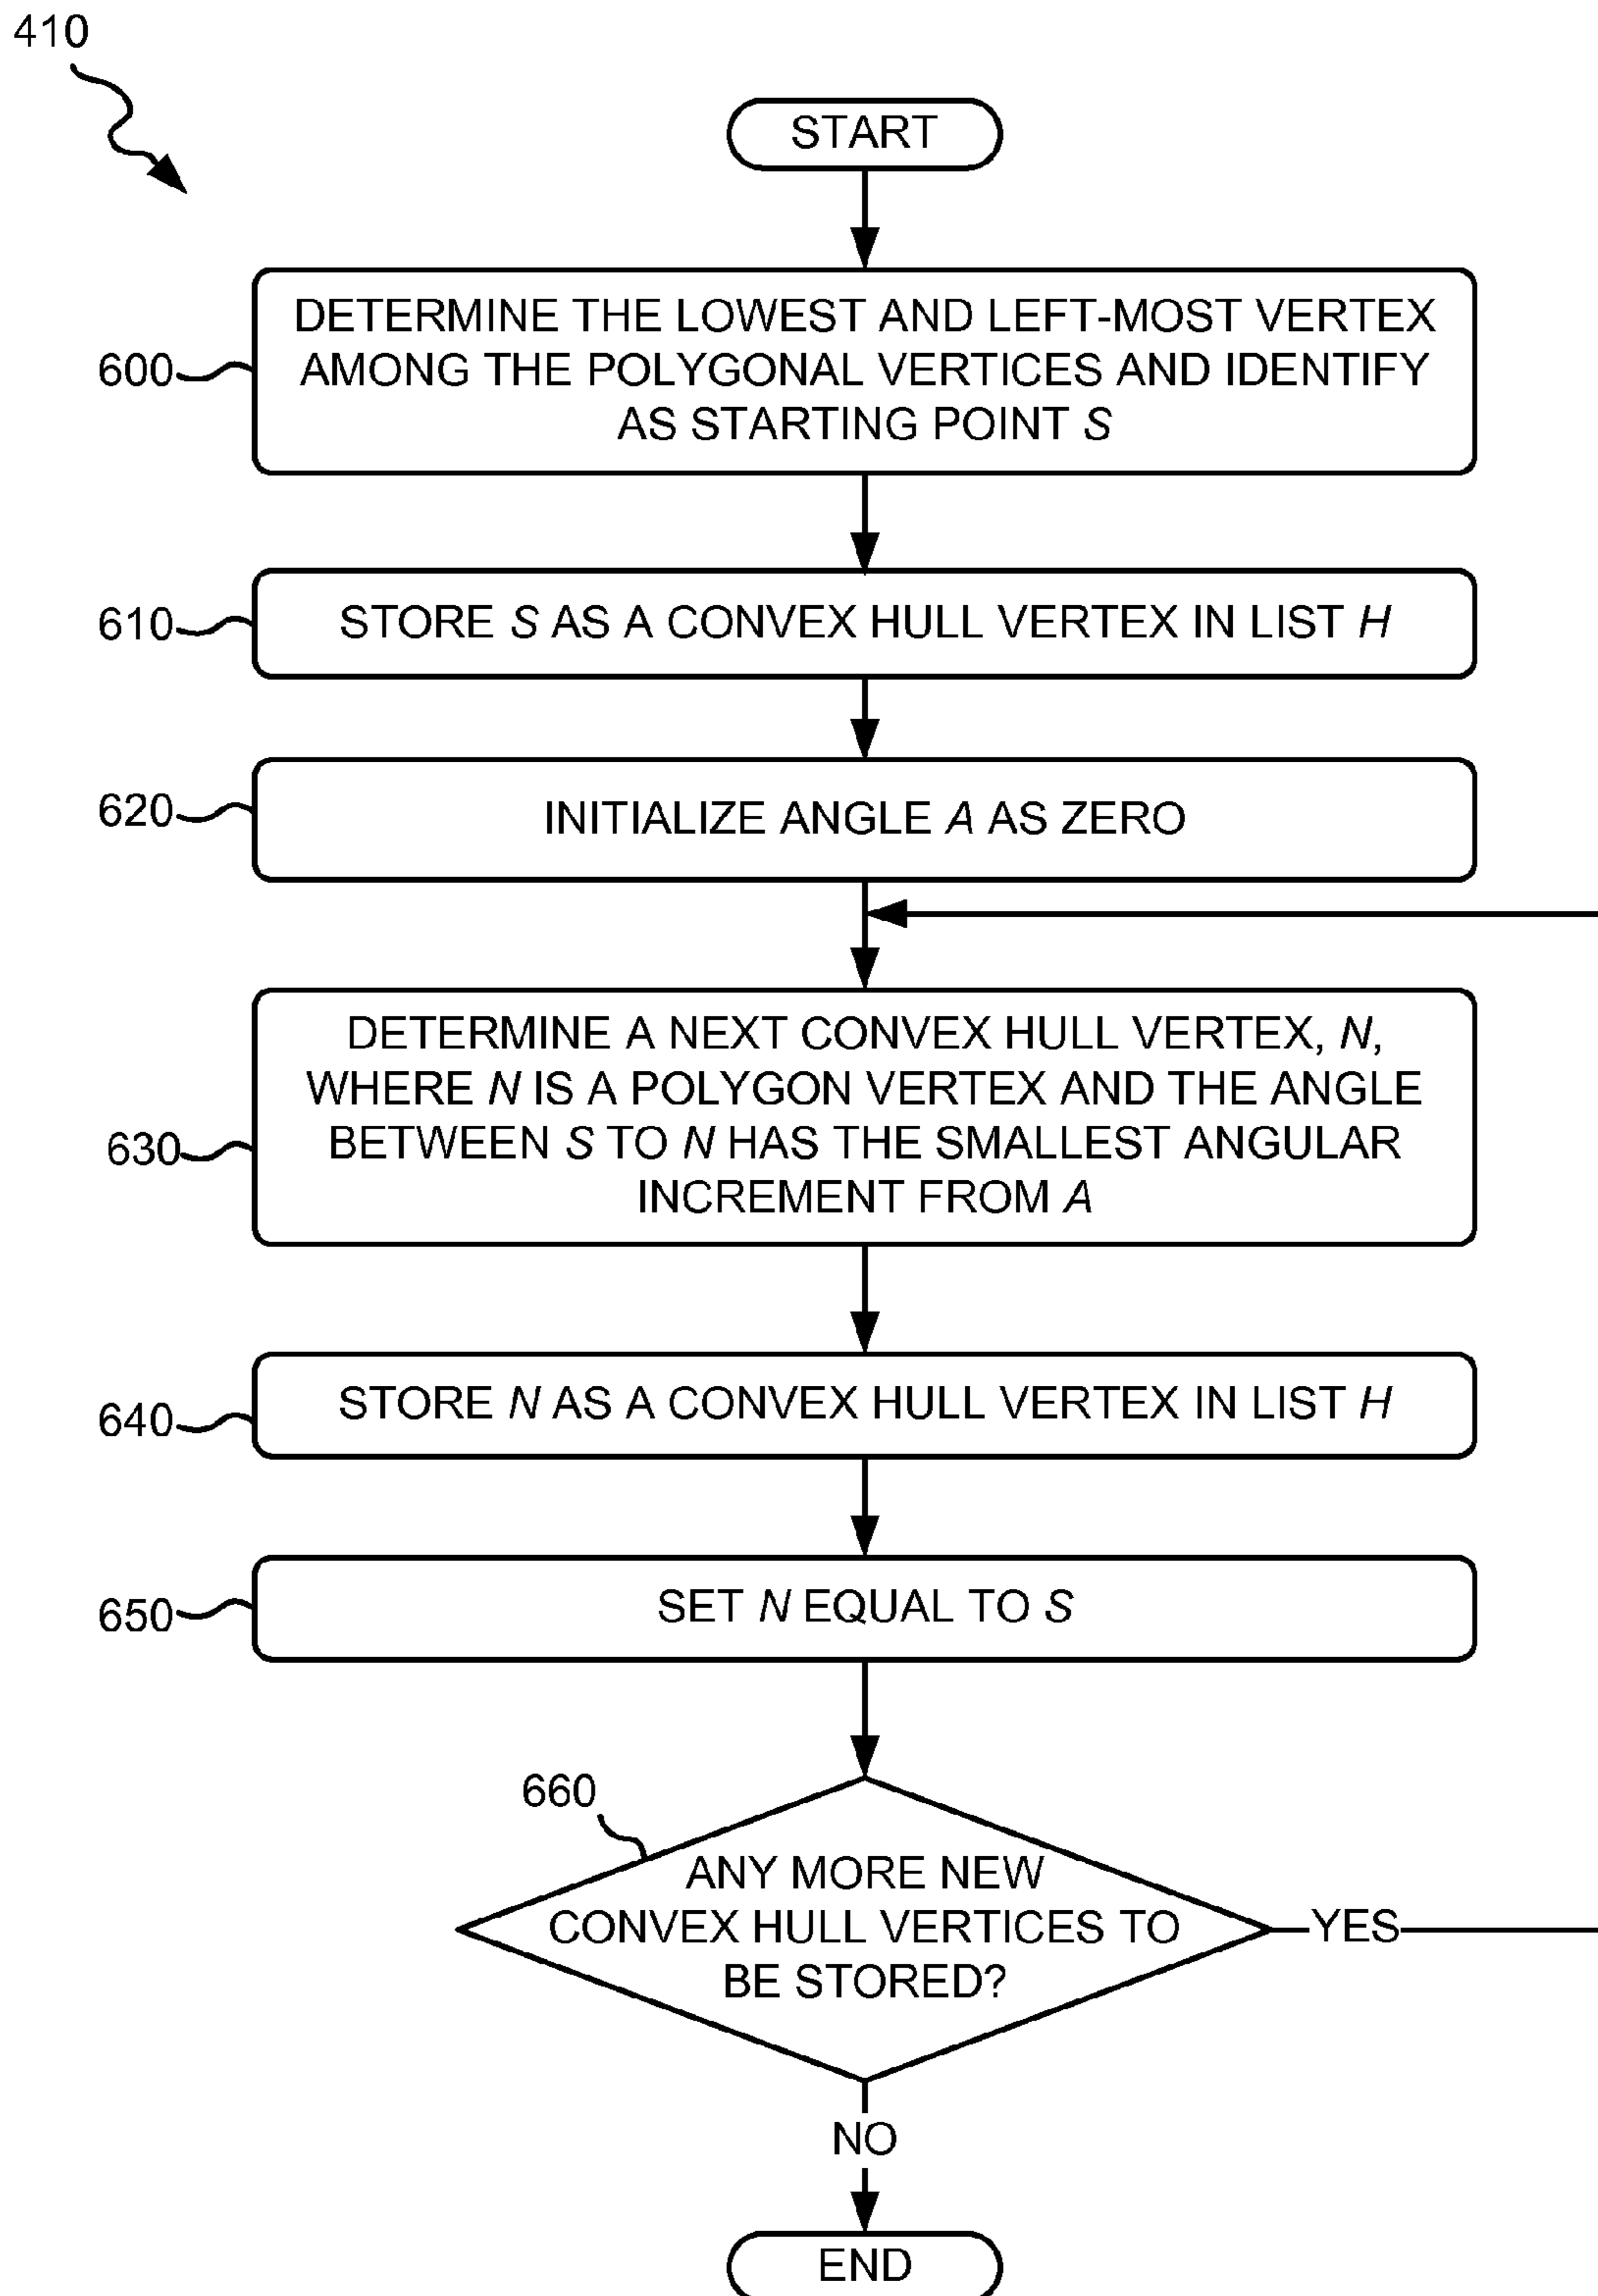 410
START
600
DETERMINE THE LOWEST AND LEFT-MOST VERTEX
AMONG THE POLYGONAL VERTICES AND IDENTIFY
AS STARTING POINT S
610
STORE S AS A CONVEX HULL VERTEX IN LIST H
620
INITIALIZE ANGLE A AS ZERO
630
DETERMINE A NEXT CONVEX HULL VERTEX, N,
WHERE N IS A POLYGON VERTEX AND THE ANGLE
BETWEEN S TO N HAS THE SMALLEST ANGULAR
INCREMENT FROM A
640
STORE N AS A CONVEX HULL VERTEX IN LIST H
650
SET N EQUAL TO S
660
ANY MORE NEW
CONVEX HULL VERTICES TO
BE STORED?
YES
NO
END